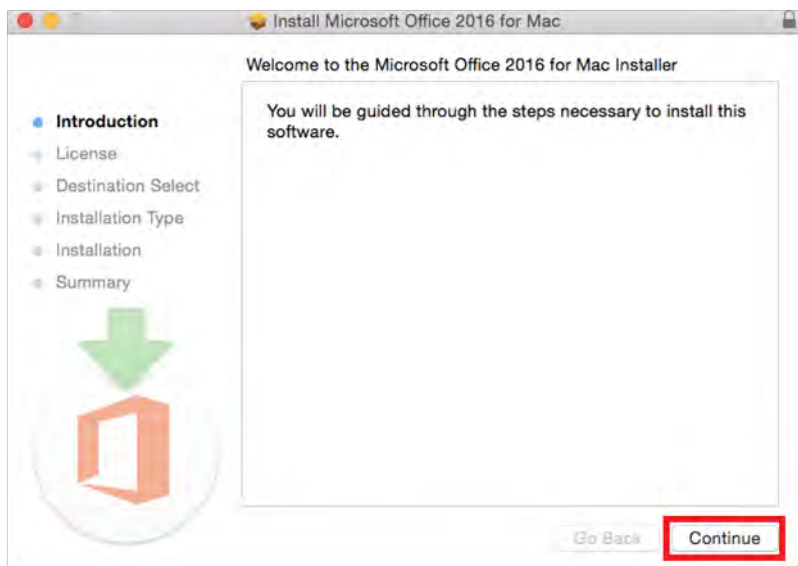 Install Microsoft Office 2016 for Mac
Welcome to the Microsoft Office 2016 for Mac Installer
Introduction
License
Destination Select
Installation Type
Installation
Summary
You will be guided through the steps necessary to install this
software.
Go Back
Continue